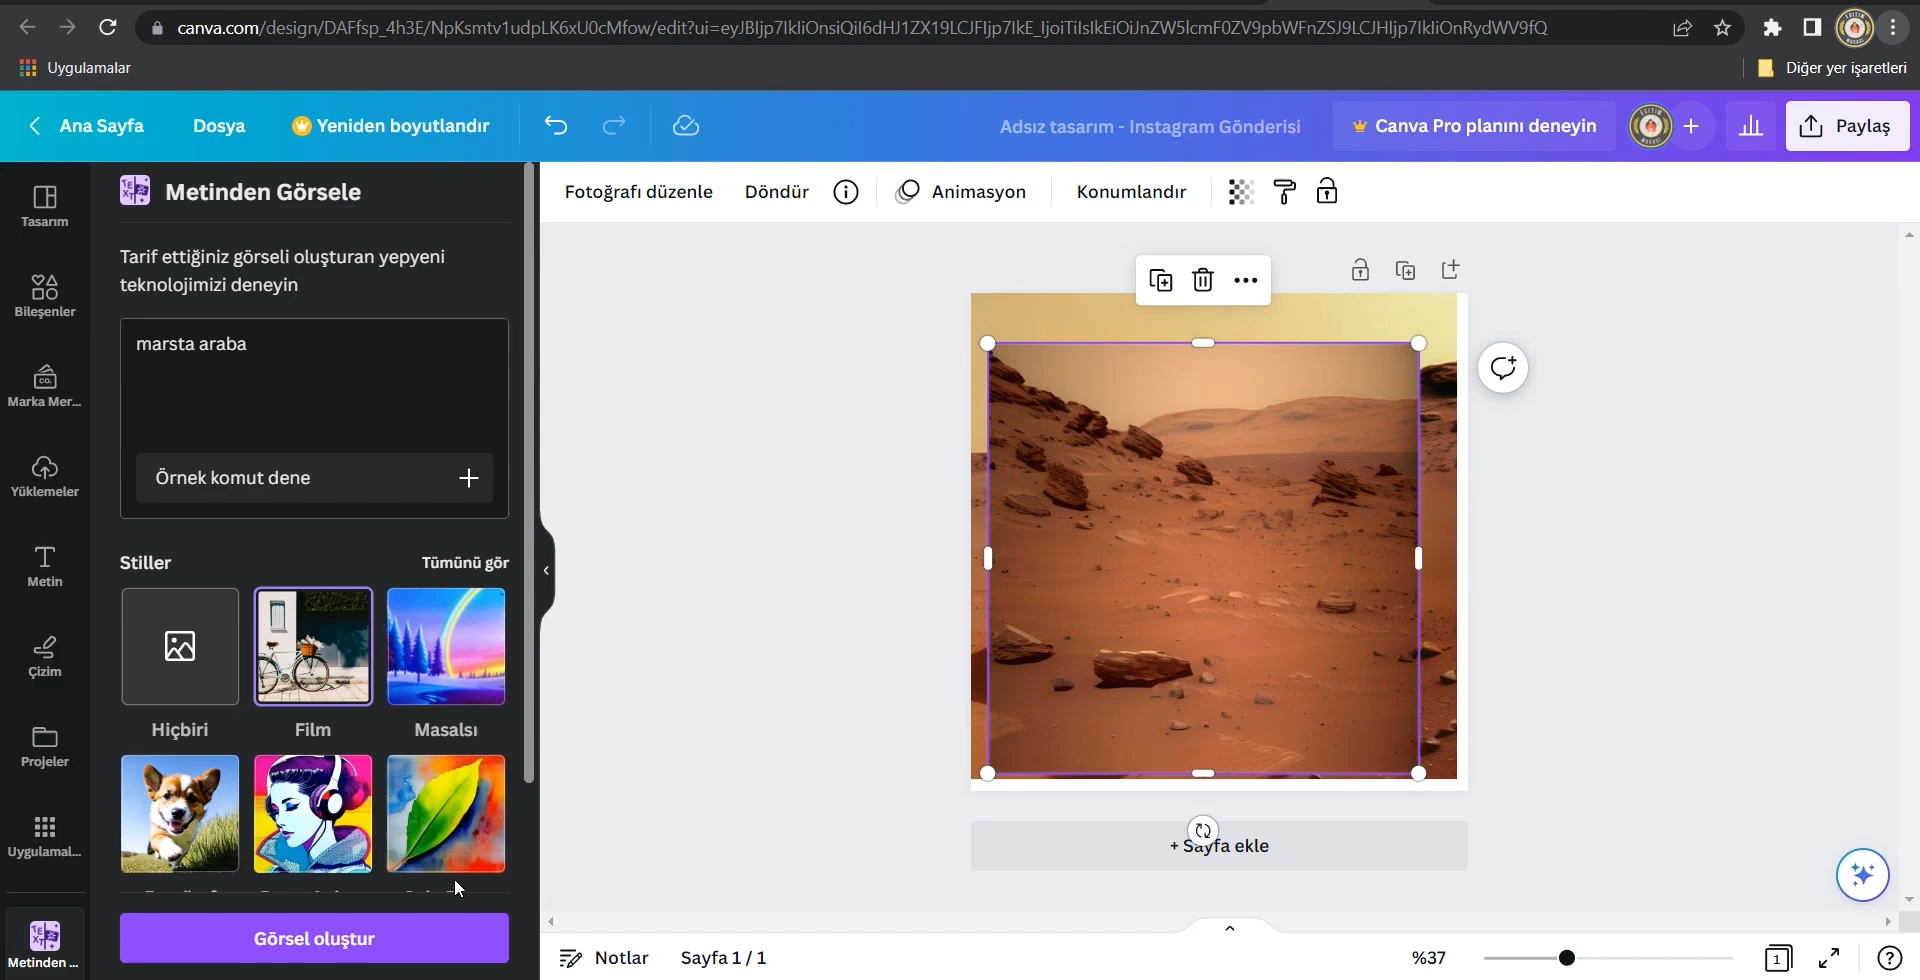 canva.com/design/DAFfsp_4h3E/NpKsmtv1udpLK6xU0cMfow/edit?ui=eyJBIjp7IkIiOnsiQiI6dHJ1ZX19LCJFIjp7IkE_IjoiTiIsIkEiOiJnZW5lcmF0ZV9pbWFnZSJ9LCJHIjp7IkIiOnRydWV9fQ
Uygulamalar
Diğer yer işaretleri
Ana Sayfa
Dosya
Yeniden boyutlandır
Adsız tasarım - Instagram Gönderisi
Canva Pro planını deneyin
Paylaş
Metinden Görsele
Fotoğrafı düzenle
Döndür
Animasyon
Konumlandır
Tasarım
Bileşenler
Marka Mer...
Yüklemeler
Metin
Çizim
Projeler
Uygulamal...
Metinden ...
Tarif ettiğiniz görseli oluşturan yepyeni
teknolojimizi deneyin
marsta araba
Örnek komut dene
Stiller
Tümünü gör
Hiçbiri
Film
Masalsı
Görsel oluştur
+ Sayfa ekle
Notlar
Sayfa 1 / 1
%37
1